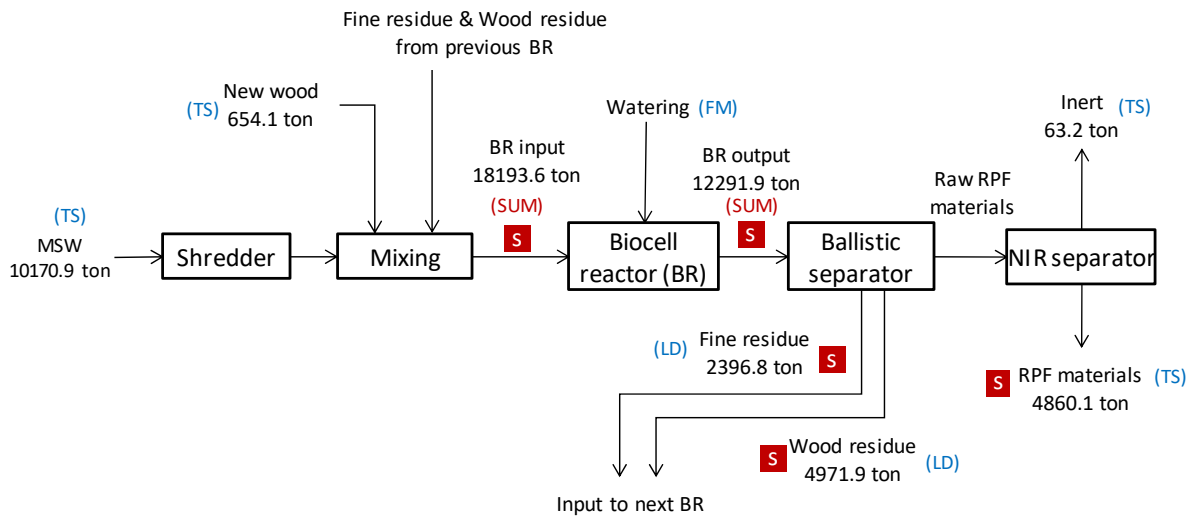 Fine residue & Wood residue
from previous BR
New wood
(TS)
654.1 ton
Watering (FM)
Inert (TS)
63.2 ton
BR input
18193.6 ton
(SUM)
S
BR output
12291.9 ton
(SUM)
S
Raw RPF
materials
(TS)
MSW
10170.9 ton
Shredder
Mixing
Biocell
reactor (BR)
Ballistic
separator
NIR separator
(LD) Fine residue
2396.8 ton
S
S RPF materials (TS)
4860.1 ton
S Wood residue
4971.9 ton (LD)
Input to next BR